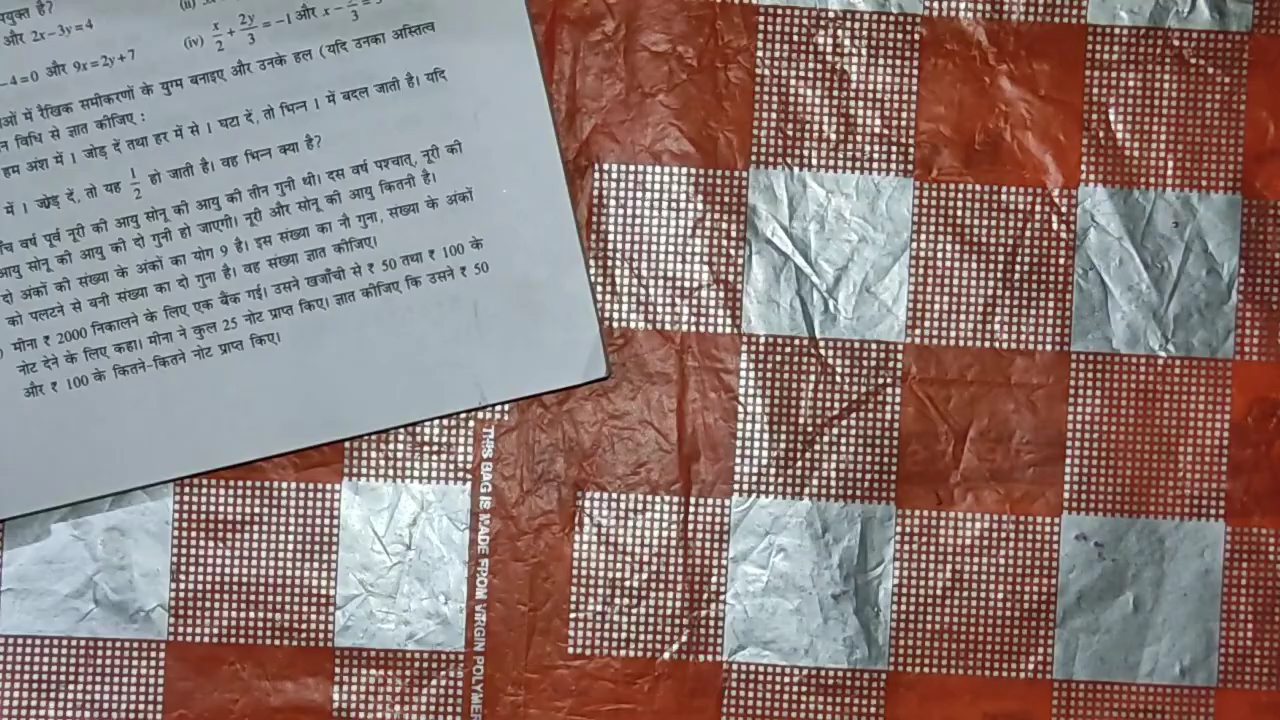 है?
(ii)
और 2x-3y=4
(iv) x/2 + 2y/3 = -1 और x -
-4=0 और 9x=2y+7
में रैखिक समीकरणों के युग्म बनाइए और उनके हल (यदि उनका अस्तित्व
विधि से ज्ञात कीजिए :
हम अंश में 1 जोड़ दें तथा हर में से 1 घटा दें, तो भिन्न 1 में बदल जाती है। यदि
में 1 जोड़ दें, तो यह 1/2 हो जाती है। वह भिन्न क्या है?
वर्ष पूर्व नूरी की आयु सोनू की आयु की तीन गुनी थी। दस वर्ष पश्चात्, नूरी की
आयु सोनू की आयु की दो गुनी हो जाएगी। नूरी और सोनू की आयु कितनी है।
दो अंकों की संख्या के अंकों का योग 9 है। इस संख्या का नौ गुना, संख्या के अंकों
को पलटने से बनी संख्या का दो गुना है। वह संख्या ज्ञात कीजिए।
) मीना ₹ 2000 निकालने के लिए एक बैंक गई। उसने खजाँची से ₹ 50 तथा ₹ 100 के
नोट देने के लिए कहा। मीना ने कुल 25 नोट प्राप्त किए। ज्ञात कीजिए कि उसने ₹ 50
और ₹ 100 के कितने-कितने नोट प्राप्त किए।
THIS BAG IS MADE FROM VIRGIN POLYMER